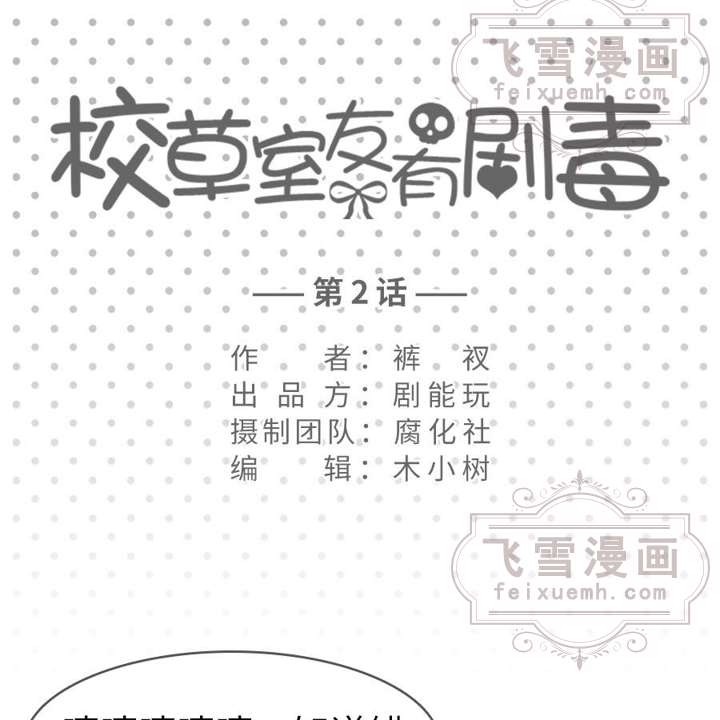 飞雪漫画
feixuemh.com
校草室友有剧毒
第2话
作者：裤衩
出品方：剧能玩
摄制团队：腐化社
编辑：木小树
飞雪漫画
feixuemh.com